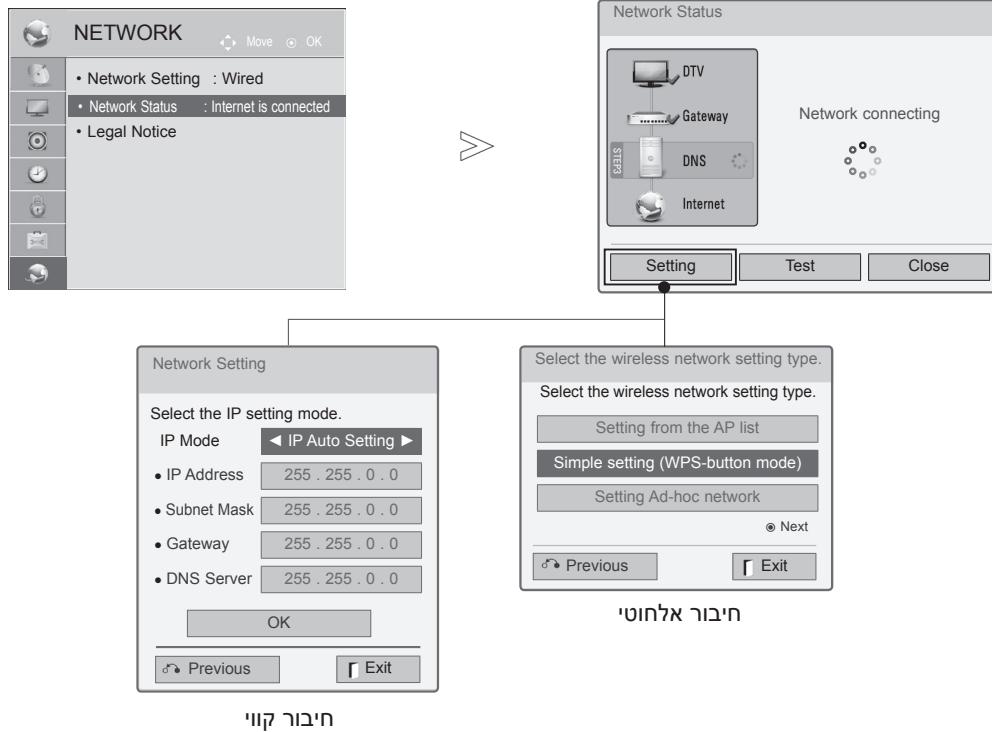 NETWORK
Move ◉ OK
• Network Setting : Wired
• Network Status : Internet is connected
• Legal Notice
Network Status
DTV
Gateway
STEP3
DNS
Internet
Network connecting
Setting
Test
Close
Network Setting
Select the IP setting mode.
IP Mode ◄ IP Auto Setting ►
• IP Address 255 . 255 . 0 . 0
• Subnet Mask 255 . 255 . 0 . 0
• Gateway 255 . 255 . 0 . 0
• DNS Server 255 . 255 . 0 . 0
OK
Previous
Exit
חיבור קווי
Select the wireless network setting type.
Select the wireless network setting type.
Setting from the AP list
Simple setting (WPS-button mode)
Setting Ad-hoc network
◉ Next
Previous
Exit
חיבור אלחוטי